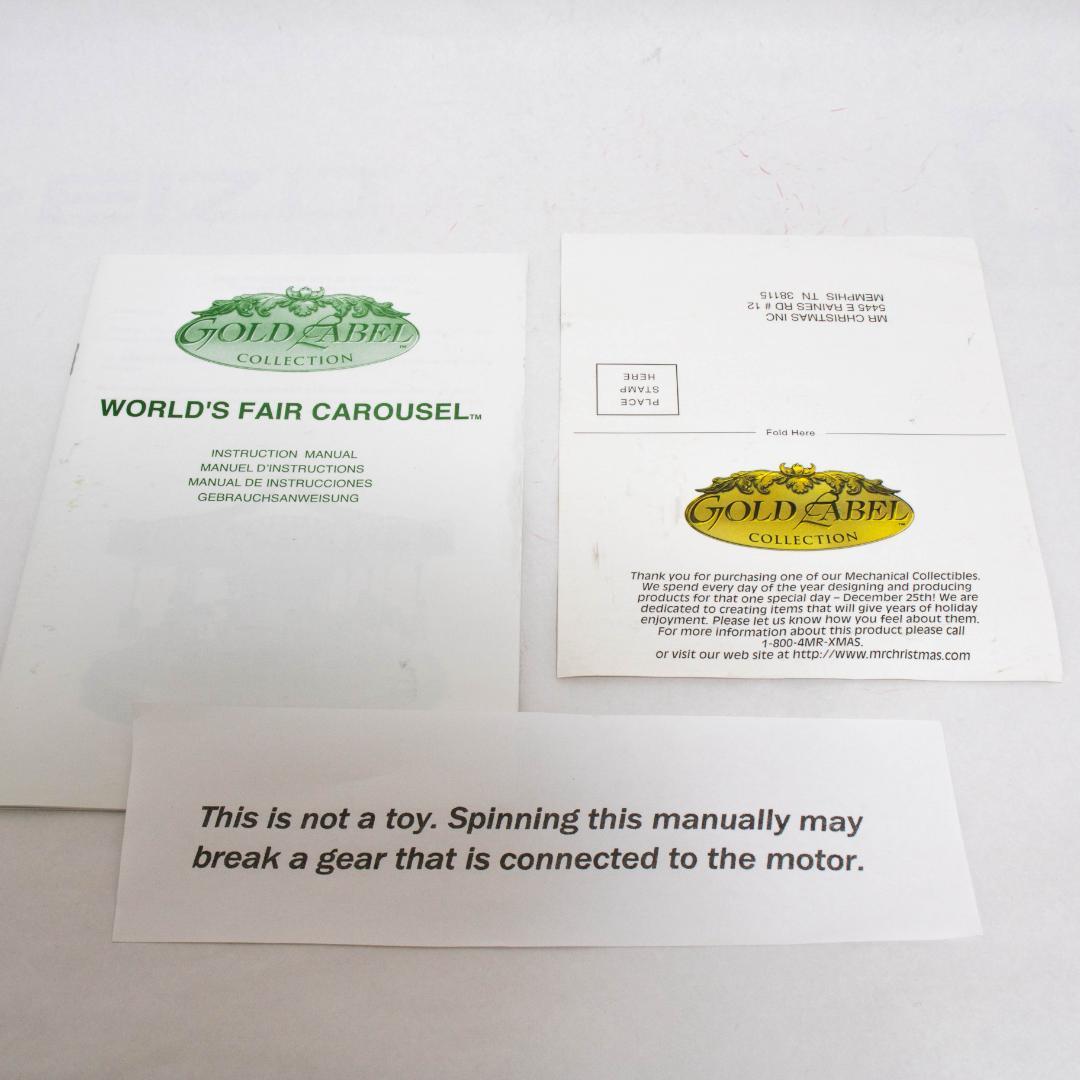 GOLD LABEL
COLLECTION
WORLD'S FAIR CAROUSEL™
INSTRUCTION MANUAL
MANUEL D'INSTRUCTIONS
MANUAL DE INSTRUCCIONES
GEBRAUCHSANWEISUNG
MR CHRISTMAS INC
5445 E RAINES RD # 12
MEMPHIS TN 38115
PLACE
STAMP
HERE
Fold Here
GOLD LABEL™
COLLECTION
Thank you for purchasing one of our Mechanical Collectibles.
We spend every day of the year designing and producing
products for that one special day – December 25th! We are
dedicated to creating items that will give years of holiday
enjoyment. Please let us know how you feel about them.
For more information about this product please call
1-800-4MR-XMAS.
or visit our web site at http://www.mrchristmas.com
This is not a toy. Spinning this manually may
break a gear that is connected to the motor.